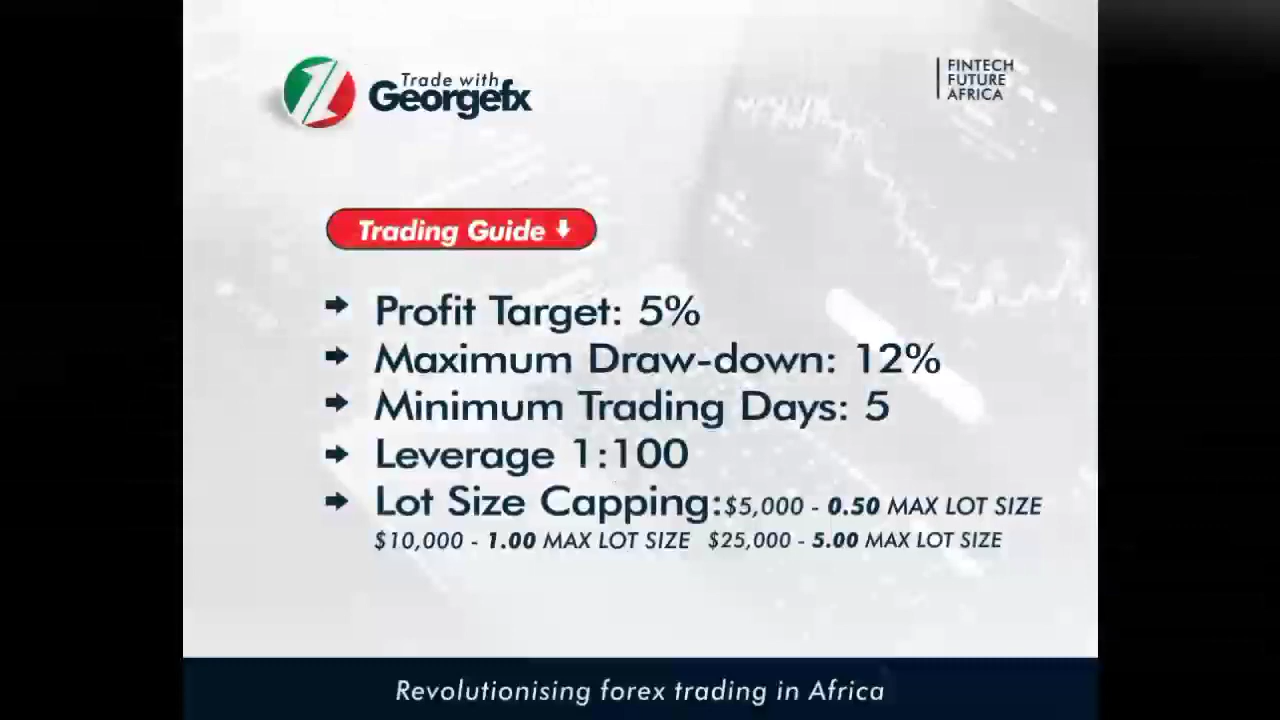 Trade with
Georgefx
FINTECH
FUTURE
AFRICA
Trading Guide
Profit Target: 5%
Maximum Draw-down: 12%
Minimum Trading Days: 5
Leverage 1:100
Lot Size Capping:$5,000 - 0.50 MAX LOT SIZE
$10,000 - 1.00 MAX LOT SIZE $25,000 - 5.00 MAX LOT SIZE
Revolutionising forex trading in Africa